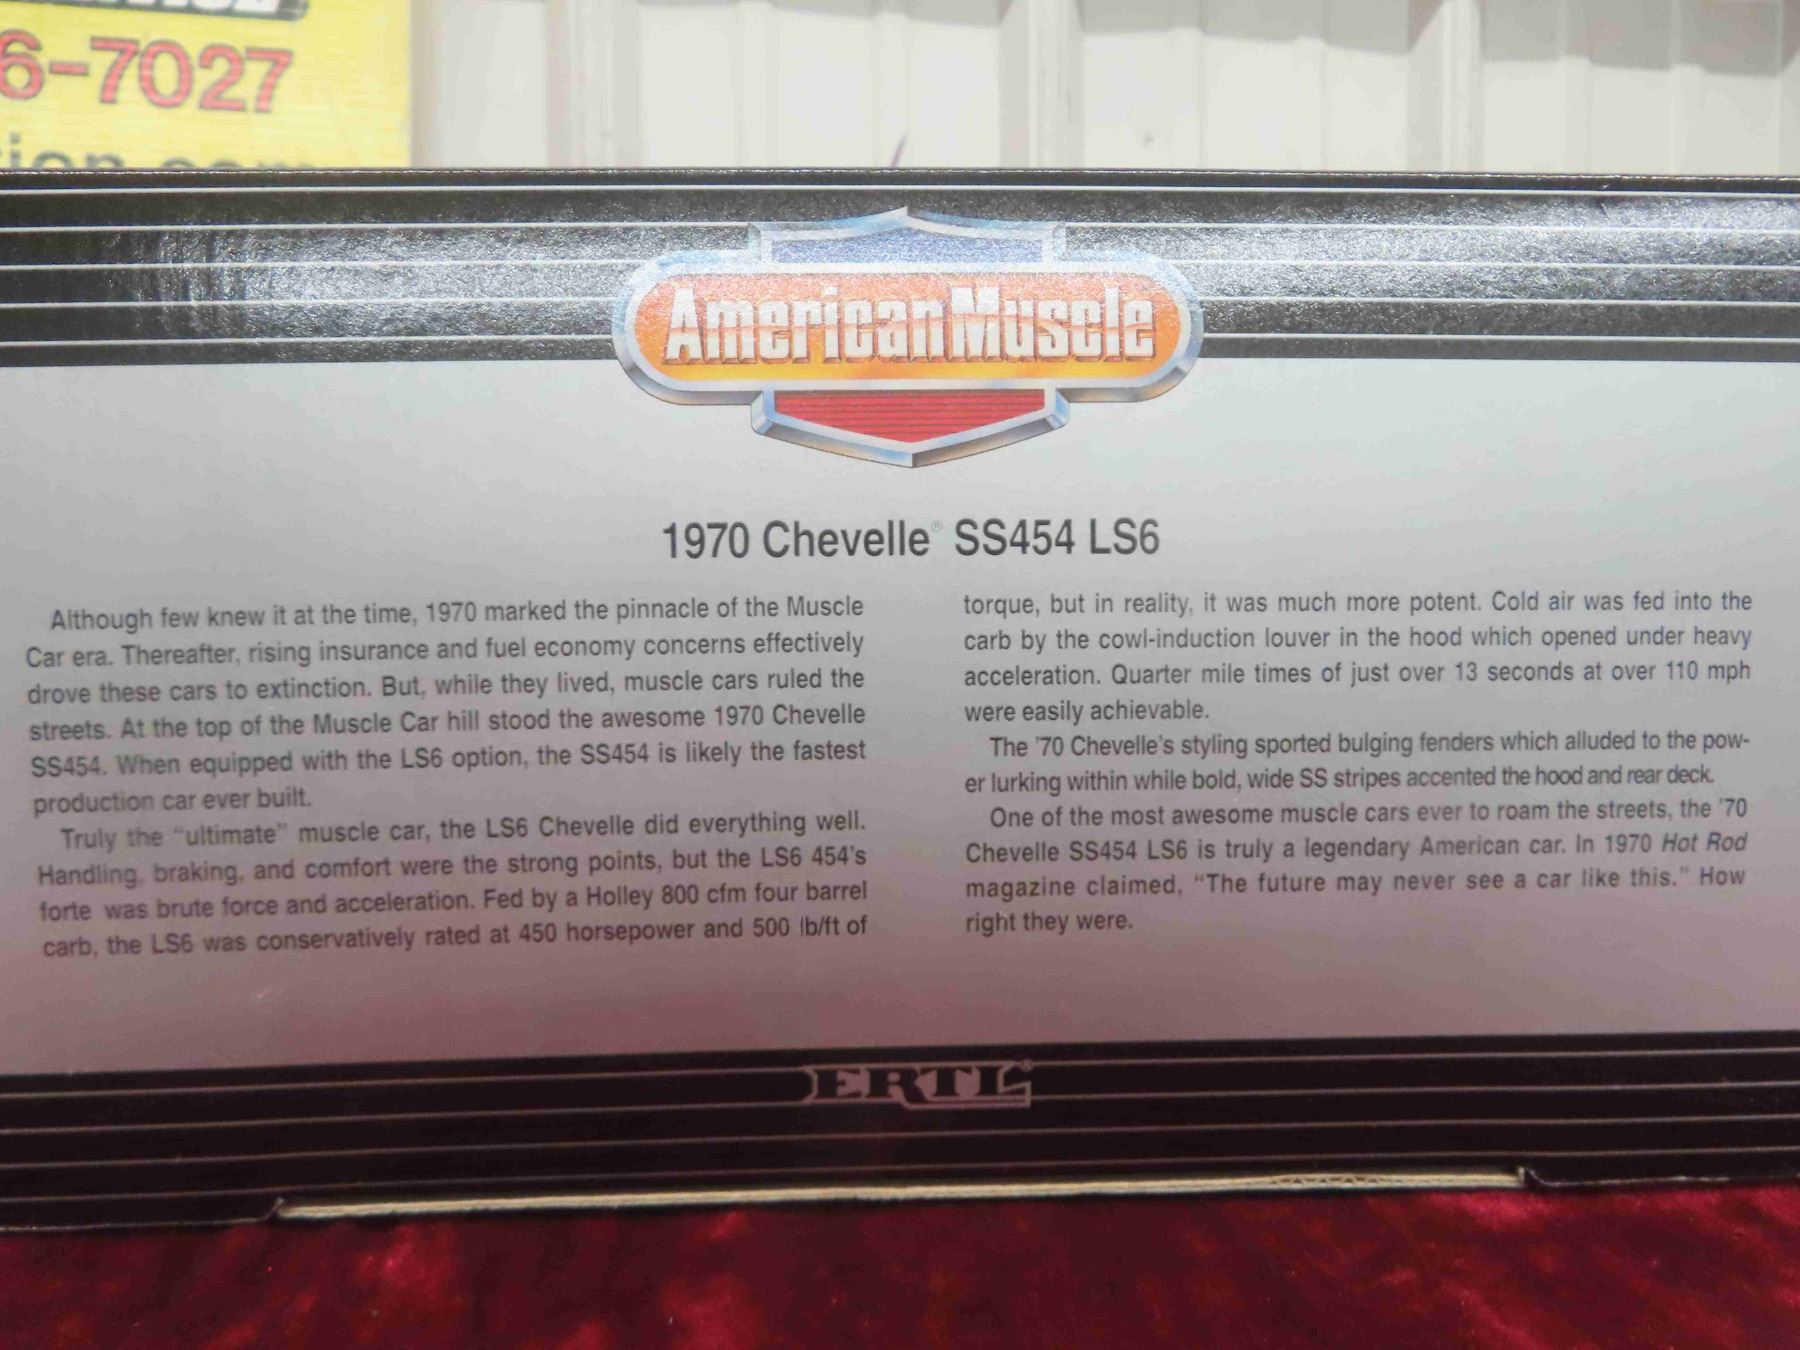 6-7027
American Muscle
1970 Chevelle® SS454 LS6
Although few knew it at the time, 1970 marked the pinnacle of the Muscle
Car era. Thereafter, rising insurance and fuel economy concerns effectively
drove these cars to extinction. But, while they lived, muscle cars ruled the
streets. At the top of the Muscle Car hill stood the awesome 1970 Chevelle
SS454. When equipped with the LS6 option, the SS454 is likely the fastest
production car ever built.
Truly the “ultimate” muscle car, the LS6 Chevelle did everything well.
Handling, braking, and comfort were the strong points, but the LS6 454's
forte was brute force and acceleration. Fed by a Holley 800 cfm four barrel
carb, the LS6 was conservatively rated at 450 horsepower and 500 lb/ft of
torque, but in reality, it was much more potent. Cold air was fed into the
carb by the cowl-induction louver in the hood which opened under heavy
acceleration. Quarter mile times of just over 13 seconds at over 110 mph
were easily achievable.
The '70 Chevelle's styling sported bulging fenders which alluded to the pow-
er lurking within while bold, wide SS stripes accented the hood and rear deck.
One of the most awesome muscle cars ever to roam the streets, the '70
Chevelle SS454 LS6 is truly a legendary American car. In 1970 Hot Rod
magazine claimed, “The future may never see a car like this.” How
right they were.
ERTL®